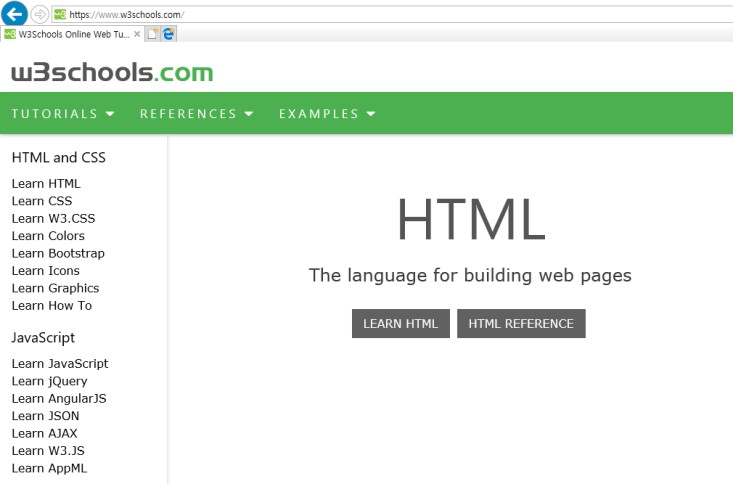 https://www.w3schools.com/
W3Schools Online Web Tu...
w3schools.com
TUTORIALS REFERENCES EXAMPLES
HTML and CSS
Learn HTML
Learn CSS
Learn W3.CSS
Learn Colors
Learn Bootstrap
Learn Icons
Learn Graphics
Learn How To
JavaScript
Learn JavaScript
Learn jQuery
Learn AngularJS
Learn JSON
Learn AJAX
Learn W3.JS
Learn AppML
HTML
The language for building web pages
LEARN HTML HTML REFERENCE